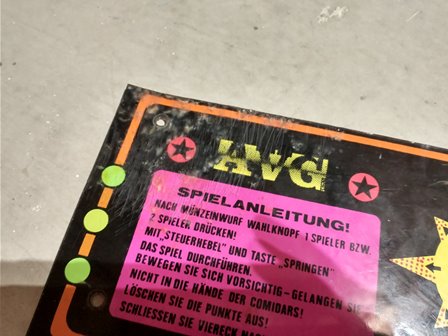 AVG
SPIELANLEITUNG!
NACH MÜNZEINWURF WAHLKNOPF 1 SPIELER BZW.
2 SPIELER DRÜCKEN!
MIT „STEUERHEBEL" UND TASTE „SPRINGEN"
DAS SPIEL DURCHFÜHREN.
BEWEGEN SIE SICH VORSICHTIG-GELANGEN SIE
NICHT IN DIE HÄNDE DER COMIDARS!
LÖSCHEN SIE DIE PUNKTE AUS!
SCHLIESSEN SIE VIERECK